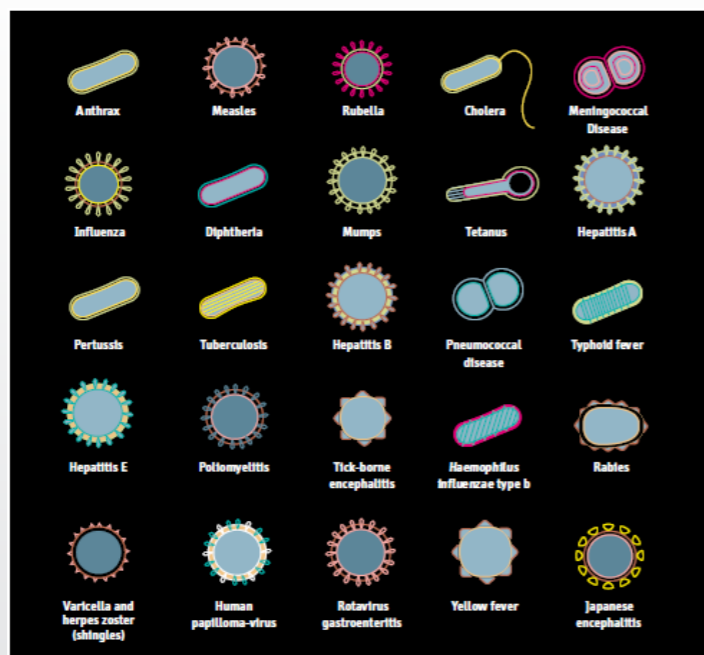 Anthrax
Measles
Rubella
Cholera
Meningococcal
Disease
Influenza
Diphtheria
Mumps
Tetanus
Hepatitis A
Pertussis
Tuberculosis
Hepatitis B
Pneumococcal
disease
Typhoid fever
Hepatitis E
Poliomyelitis
Tick-borne
encephalitis
Haemophilus
influenzae type b
Rabies
Varicella and
herpes zoster
(shingles)
Human
papilloma-virus
Rotavirus
gastroenteritis
Yellow fever
Japanese
encephalitis